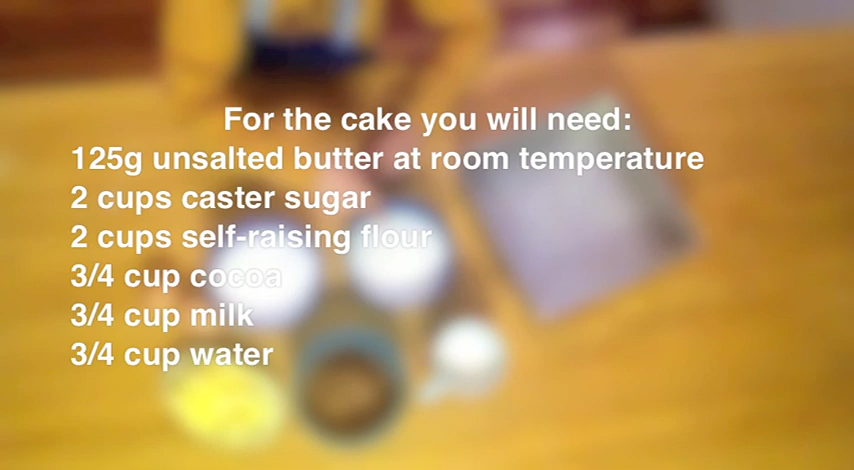 For the cake you will need:
125g unsalted butter at room temperature
2 cups caster sugar
2 cups self-raising flour
3/4 cup cocoa
3/4 cup milk
3/4 cup water